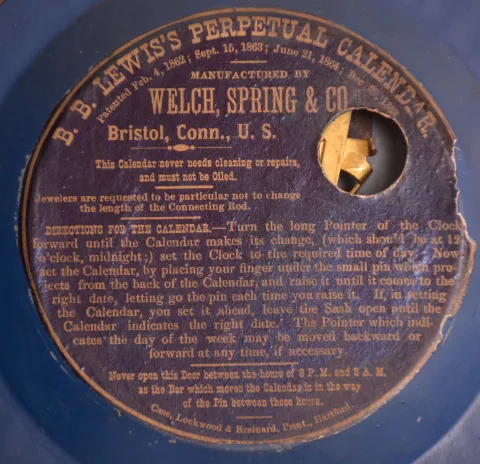 B. B. LEWIS'S PERPETUAL CALENDAR.
Patented Feb. 4, 1862; Sept. 15, 1863; June 21, 1864;
MANUFACTURED BY
WELCH, SPRING & CO
Bristol, Conn., U. S.
This Calendar never needs cleaning or repairs,
and must not be Oiled.
Jewelers are requested to be particular not to change
the length of the Connecting Rod.
DIRECTIONS FOR THE CALENDAR.—Turn the long Pointer of the Clock
forward until the Calendar makes its change, (which should be at 12
o'clock, midnight;) set the Clock to the required time of day. Now
set the Calendar, by placing your finger under the small pin which pro-
jects from the back of the Calendar, and raise it until it comes to the
right date, letting go the pin each time you raise it. If, in setting
the Calendar, you set it ahead, leave the Sash open until the
Calendar indicates the right date. The Pointer which indi-
cates the day of the week may be moved backward or
forward at any time, if accessary.
Never open this Door between the hours of 8 P. M. and 3 A. M.
as the Bar which moves the Calendar is in the way
of the Pin between those hours.
Case, Lockwood & Brainard, Print., Hartford.